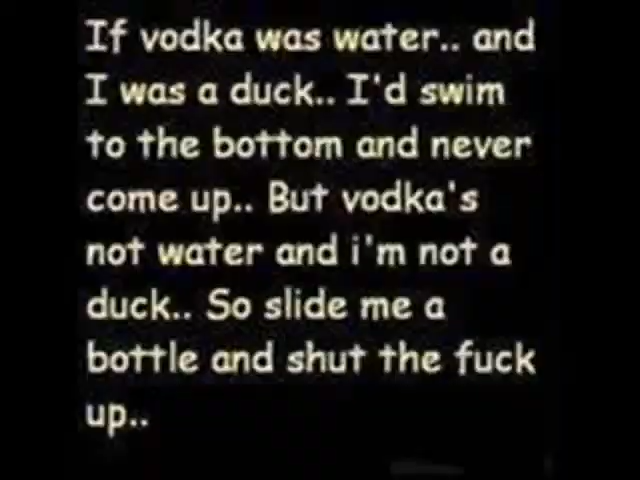 If vodka was water.. and
I was a duck.. I'd swim
to the bottom and never
come up.. But vodka's
not water and i'm not a
duck.. So slide me a
bottle and shut the fuck
up..